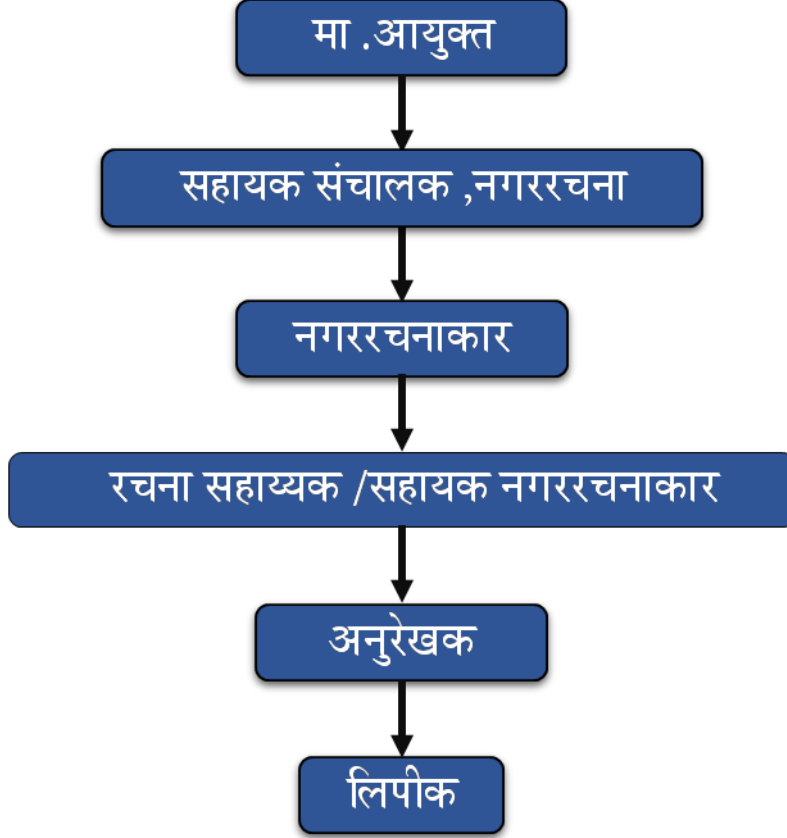 मा .आयुक्त
सहायक संचालक ,नगररचना
नगररचनाकार
रचना सहाय्यक /सहायक नगररचनाकार
अनुरेखक
लिपीक